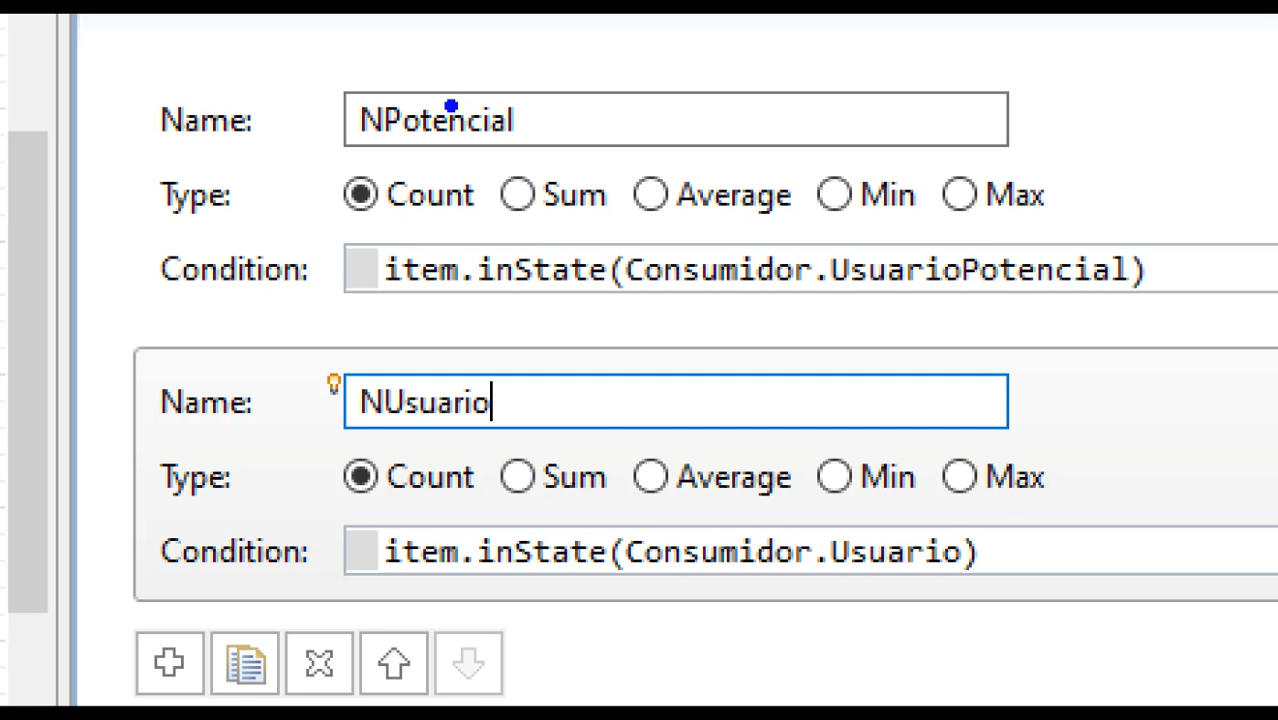 Name: NPotencial
Type: Count Sum Average Min Max
Condition: item.inState(Consumidor.UsuarioPotencial)
Name: NUsuario
Type: Count Sum Average Min Max
Condition: item.inState(Consumidor.Usuario)